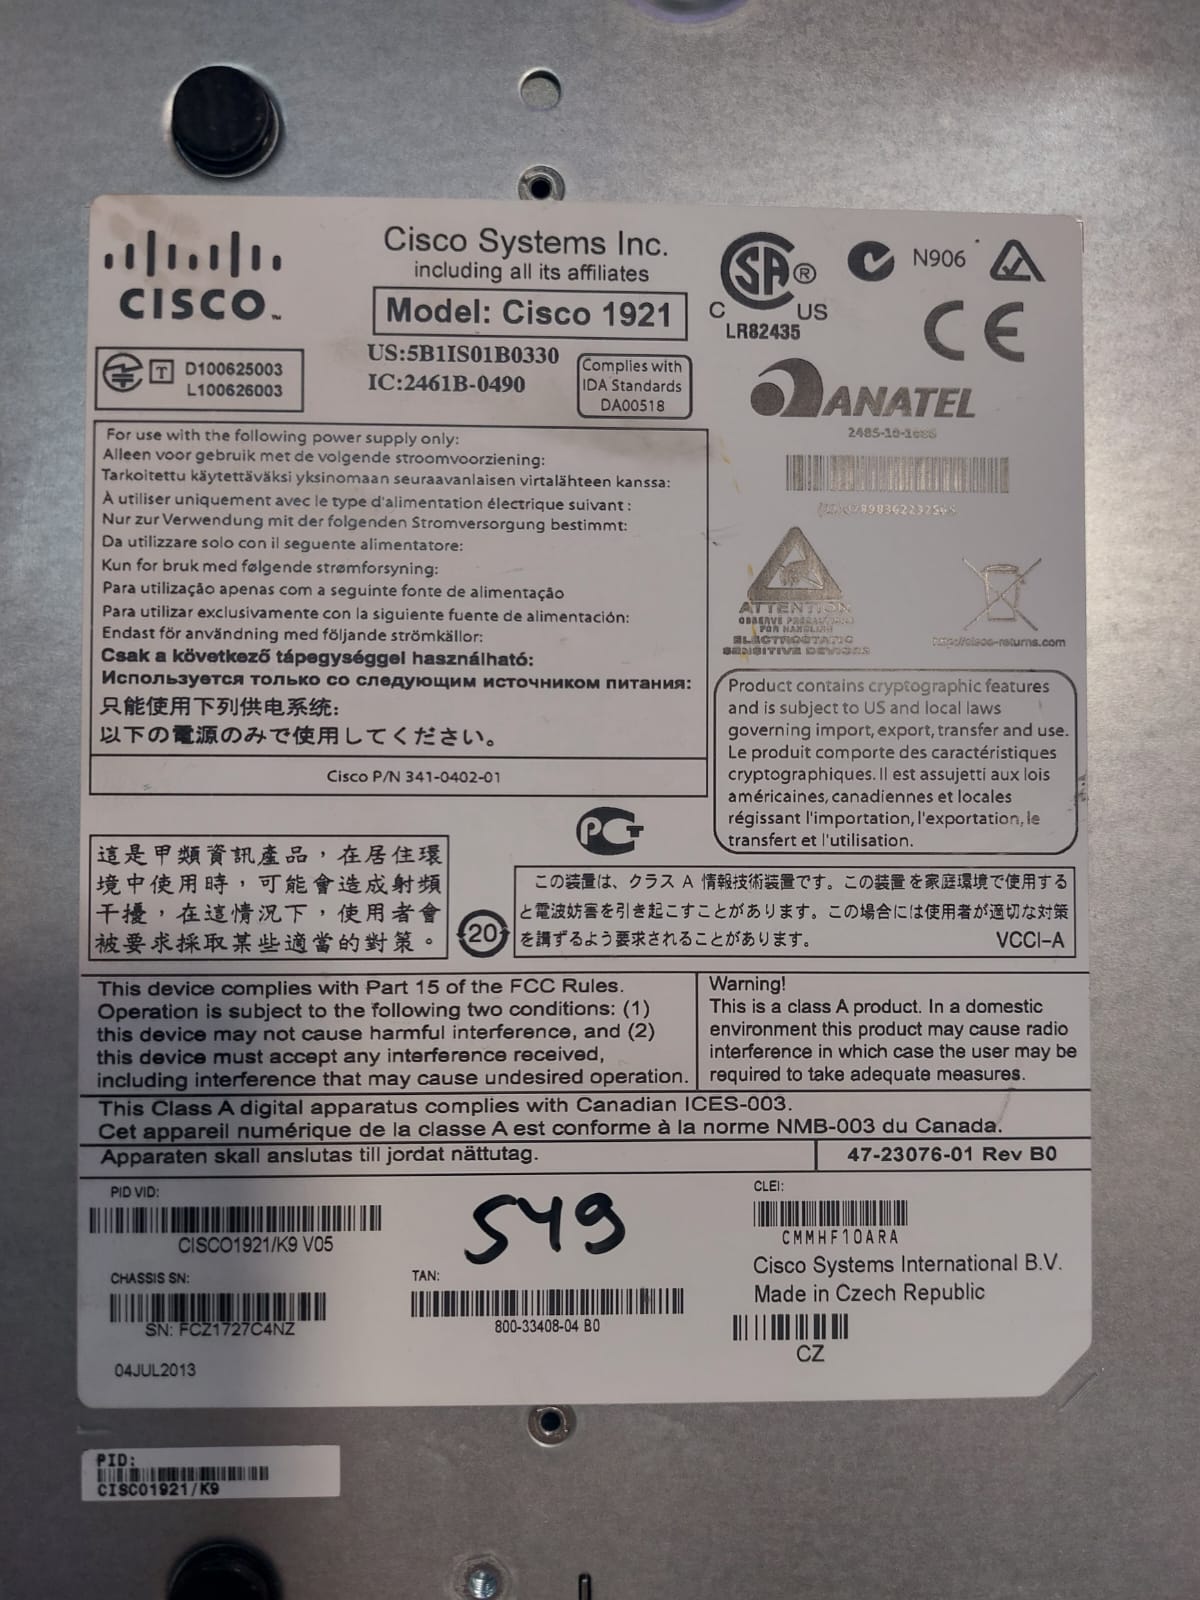 CISCO
Cisco Systems Inc.
including all its affiliates
Model: Cisco 1921
US:5B1IS01B0330
IC:2461B-0490
Complies with
IDA Standards
DA00518
T D100625003
L100626003
SA ®
C US
LR82435
N906
CE
ANATEL
For use with the following power supply only:
Alleen voor gebruik met de volgende stroomvoorziening:
Tarkoitettu käytettäväksi yksinomaan seuraavanlaisen virtalähteen kanssa:
À utiliser uniquement avec le type d'alimentation électrique suivant :
Nur zur Verwendung mit der folgenden Stromversorgung bestimmt:
Da utilizzare solo con il seguente alimentatore:
Kun for bruk med følgende strømforsyning:
Para utilização apenas com a seguinte fonte de alimentação
Para utilizar exclusivamente con la siguiente fuente de alimentación:
Endast för användning med följande strömkällor:
Csak a következő tápegységgel használható:
Используется только со следующим источником питания:
只能使用下列供电系统:
以下の電源のみで使用してください。
Cisco P/N 341-0402-01
ATTENTION
OBSERVE PRECAUTIONS
FOR HANDLING
ELECTROSTATIC
SENSITIVE DEVICES
http://cisco-returns.com
Product contains cryptographic features
and is subject to US and local laws
governing import, export, transfer and use.
Le produit comporte des caractéristiques
cryptographiques. Il est assujetti aux lois
américaines, canadiennes et locales
régissant l'importation, l'exportation, le
transfert et l'utilisation.
這是甲類資訊產品，在居住環
境中使用時，可能會造成射頻
干擾，在這情況下，使用者會
被要求採取某些適當的對策。
20
この装置は、クラス A 情報技術装置です。この装置を家庭環境で使用する
と電波妨害を引き起こすことがあります。この場合には使用者が適切な対策
を講ずるよう要求されることがあります。 VCCI-A
This device complies with Part 15 of the FCC Rules.
Operation is subject to the following two conditions: (1)
this device may not cause harmful interference, and (2)
this device must accept any interference received,
including interference that may cause undesired operation.
Warning!
This is a class A product. In a domestic
environment this product may cause radio
interference in which case the user may be
required to take adequate measures.
This Class A digital apparatus complies with Canadian ICES-003.
Cet appareil numérique de la classe A est conforme à la norme NMB-003 du Canada.
Apparaten skall anslutas till jordat nättutag.
47-23076-01 Rev B0
PID VID:
CISCO1921/K9 V05
549
CLEI:
CMMHF10ARA
Cisco Systems International B.V.
Made in Czech Republic
CHASSIS SN:
SN: FCZ1727C4NZ
TAN:
800-33408-04 B0
CZ
04JUL2013
PID:
CISCO1921/K9